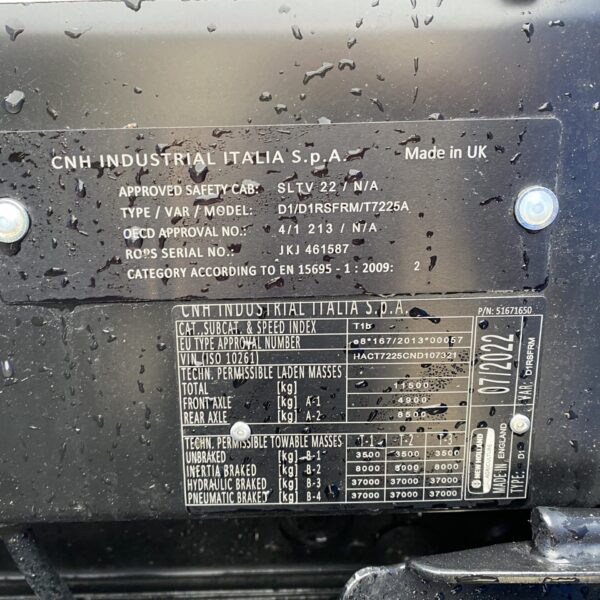 CNH INDUSTRIAL ITALIA S.p.A. Made in UK
APPROVED SAFETY CAB: SLTV 22 / N/A
TYPE / VAR / MODEL: D1/D1RSFRM/T7225A
OECD APPROVAL NO.: 4/1 213 / N/A
ROPS SERIAL NO.: JKJ 461587
CATEGORY ACCORDING TO EN 15695 - 1 : 2009: 2
CNH INDUSTRIAL ITALIA S.p.A. P/N: 51671650
CAT., SUBCAT. & SPEED INDEX T1b
EU TYPE APPROVAL NUMBER e8*167/2013*00057
VIN (ISO 10261) HACT7225CND107321
TECHN. PERMISSIBLE LADEN MASSES
TOTAL [kg] 11500
FRONT AXLE [kg] A-1 4900
REAR AXLE [kg] A-2 8500
TECHN. PERMISSIBLE TOWABLE MASSES T-1 T-2 T-3
UNBRAKED [kg] B-1 3500 3500 3500
INERTIA BRAKED [kg] B-2 8000 8000 8000
HYDRAULIC BRAKED [kg] B-3 37000 37000 37000
PNEUMATIC BRAKED [kg] B-4 37000 37000 37000
NEW HOLLAND
MADE IN ENGLAND
07/2022
TYPE: D1
VAR: D1RSFRM